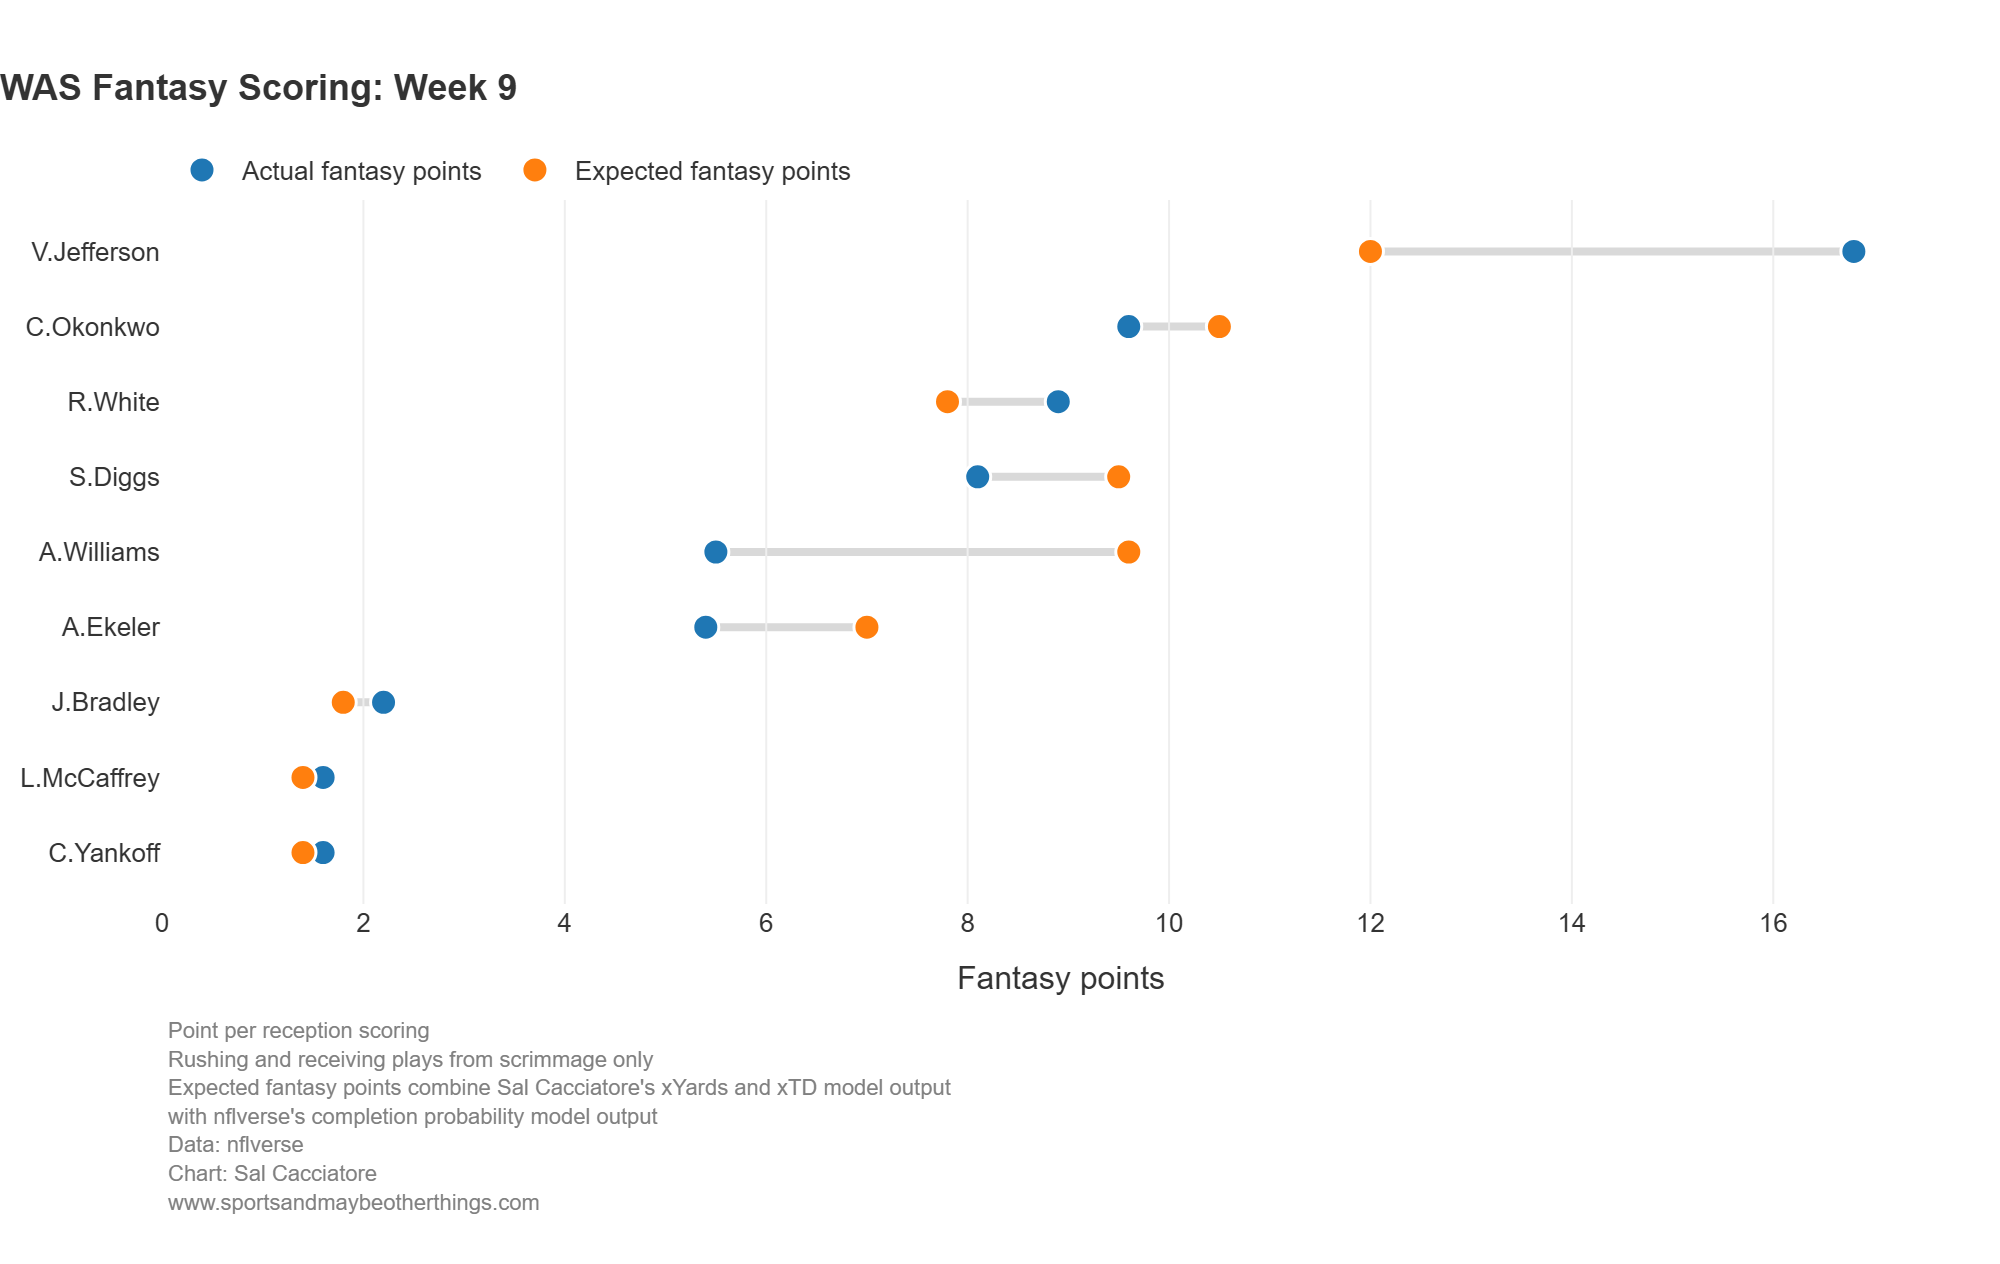 WAS Fantasy Scoring: Week 9
Actual fantasy points
Expected fantasy points
V.Jefferson
C.Okonkwo
R.White
S.Diggs
A.Williams
A.Ekeler
J.Bradley
L.McCaffrey
C.Yankoff
0 2 4 6 8 10 12 14 16
Fantasy points
Point per reception scoring
Rushing and receiving plays from scrimmage only
Expected fantasy points combine Sal Cacciatore's xYards and xTD model output
with nflverse's completion probability model output
Data: nflverse
Chart: Sal Cacciatore
www.sportsandmaybeotherthings.com